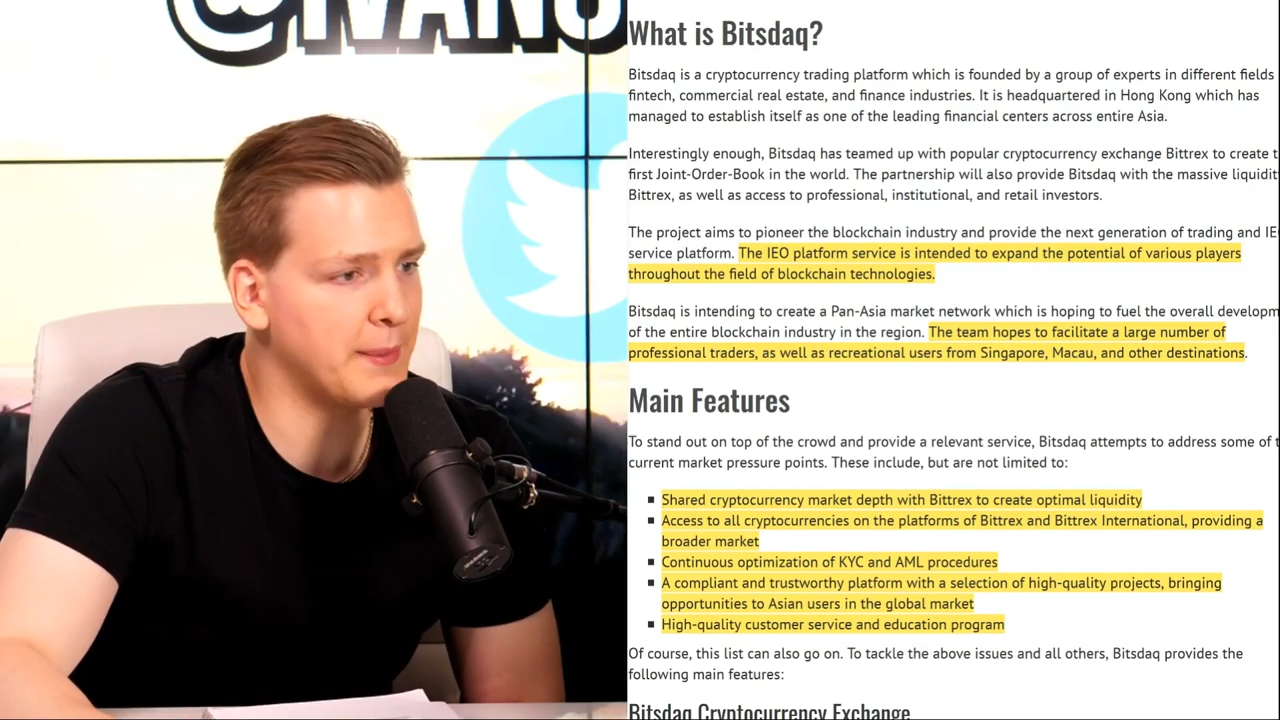 @IVANO
What is Bitsdaq?
Bitsdaq is a cryptocurrency trading platform which is founded by a group of experts in different fields
fintech, commercial real estate, and finance industries. It is headquartered in Hong Kong which has
managed to establish itself as one of the leading financial centers across entire Asia.
Interestingly enough, Bitsdaq has teamed up with popular cryptocurrency exchange Bittrex to create t
first Joint-Order-Book in the world. The partnership will also provide Bitsdaq with the massive liquidit
Bittrex, as well as access to professional, institutional, and retail investors.
The project aims to pioneer the blockchain industry and provide the next generation of trading and IE
service platform. The IEO platform service is intended to expand the potential of various players
throughout the field of blockchain technologies.
Bitsdaq is intending to create a Pan-Asia market network which is hoping to fuel the overall developm
of the entire blockchain industry in the region. The team hopes to facilitate a large number of
professional traders, as well as recreational users from Singapore, Macau, and other destinations.
Main Features
To stand out on top of the crowd and provide a relevant service, Bitsdaq attempts to address some of t
current market pressure points. These include, but are not limited to:
Shared cryptocurrency market depth with Bittrex to create optimal liquidity
Access to all cryptocurrencies on the platforms of Bittrex and Bittrex International, providing a
broader market
Continuous optimization of KYC and AML procedures
A compliant and trustworthy platform with a selection of high-quality projects, bringing
opportunities to Asian users in the global market
High-quality customer service and education program
Of course, this list can also go on. To tackle the above issues and all others, Bitsdaq provides the
following main features:
Bitsdaq Cryptocurrency Exchange